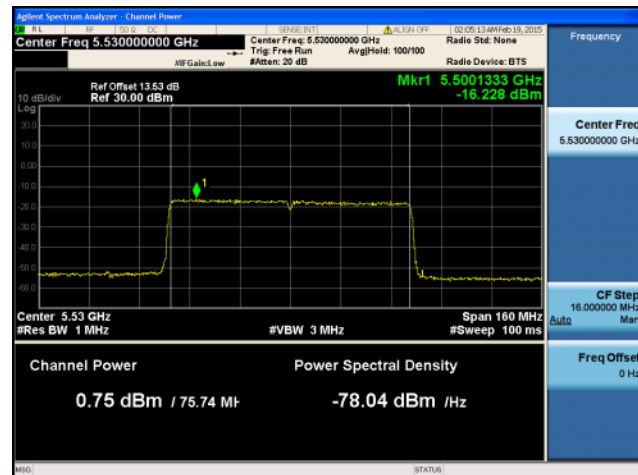 Agilent Spectrum Analyzer - Channel Power
RL RF 50 Ω DC SENSE:INT ALIGN OFF 02:05:13 AM Feb 19, 2015
Center Freq 5.530000000 GHz Center Freq: 5.530000000 GHz Radio Std: None
Trig: Free Run Avg|Hold: 100/100
#IFGain:Low #Atten: 20 dB Radio Device: BTS
Ref Offset 13.53 dB Mkr1 5.5001333 GHz
10 dB/div Ref 30.00 dBm -16.228 dBm
Log
20.0
10.0
0.00
-10.0
1
-20.0
-30.0
-40.0
-50.0
-60.0
Center 5.53 GHz Span 160 MHz
#Res BW 1 MHz #VBW 3 MHz #Sweep 100 ms
Channel Power Power Spectral Density
0.75 dBm / 75.74 MH -78.04 dBm /Hz
MSG STATUS
Frequency
Center Freq
5.530000000 GHz
CF Step
16.000000 MHz
Auto Man
Freq Offset
0 Hz